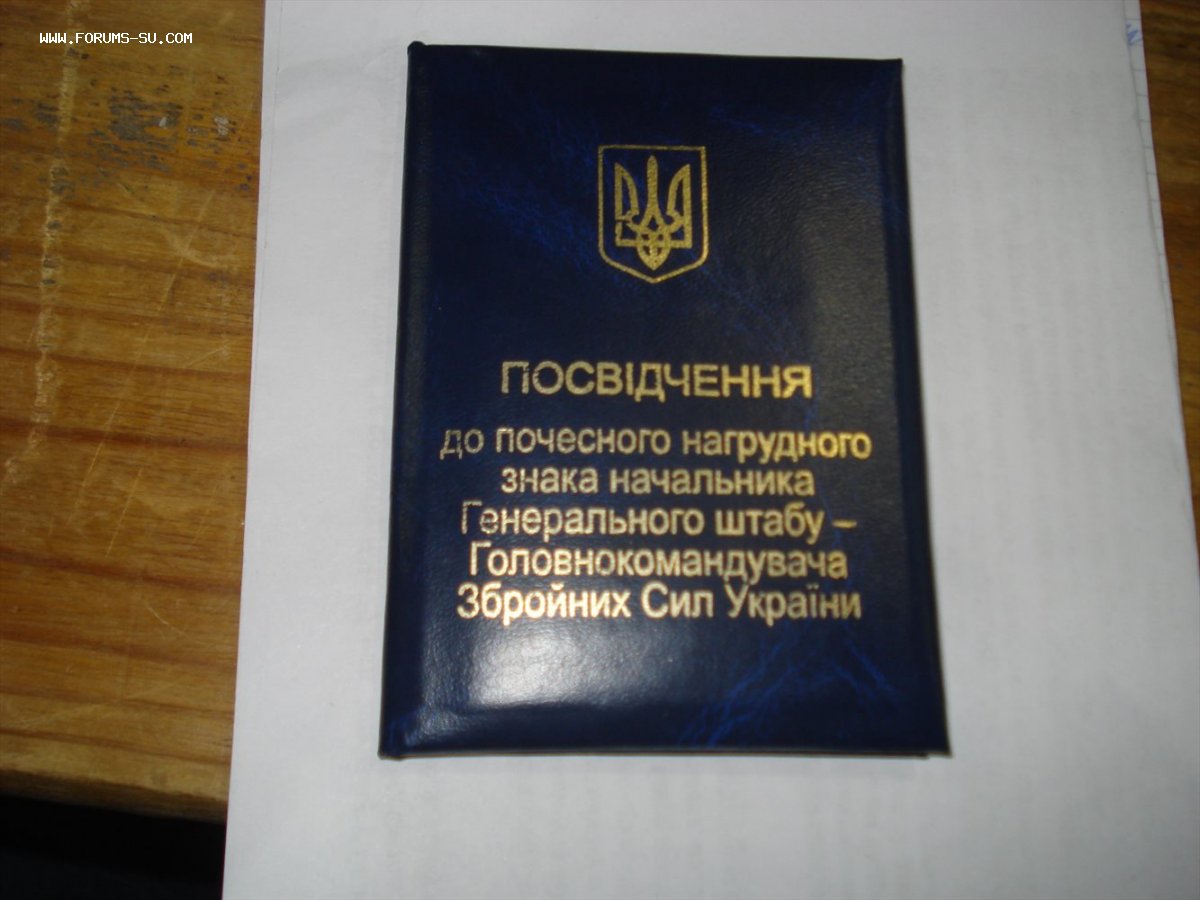 WWW.FORUMS-SU.COM
ПОСВІДЧЕННЯ
до почесного нагрудного
знака начальника
Генерального штабу –
Головнокомандувача
Збройних Сил України